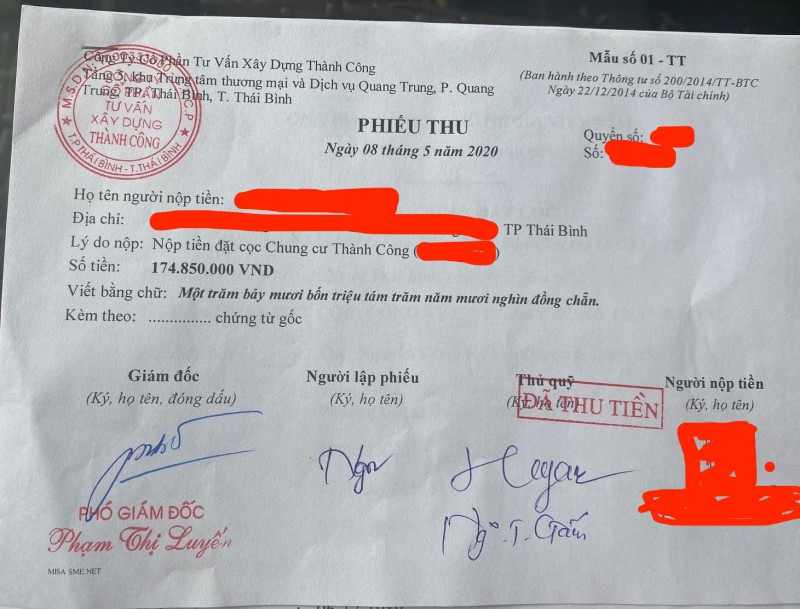 Công Ty Cổ Phần Tư Vấn Xây Dựng Thành Công
Tầng 3, khu Trung tâm thương mại và Dịch vụ Quang Trung, P. Quang
Trung, TP. Thái Bình, T. Thái Bình
Mẫu số 01 - TT
(Ban hành theo Thông tư số 200/2014/TT-BTC
Ngày 22/12/2014 của Bộ Tài chính)
M.S.D.N
C.P
CÔNG TY
CỔ PHẦN
TƯ VẤN
XÂY DỰNG
THÀNH CÔNG
T.P THÁI BÌNH - T. THÁI BÌNH
PHIẾU THU
Ngày 08 tháng 5 năm 2020
Quyển số:
Số:
Họ tên người nộp tiền:
Địa chỉ: TP Thái Bình
Lý do nộp: Nộp tiền đặt cọc Chung cư Thành Công ( )
Số tiền: 174.850.000 VND
Viết bằng chữ: Một trăm bảy mươi bốn triệu tám trăm năm mươi nghìn đồng chẵn.
Kèm theo: ............... chứng từ gốc
Giám đốc Người lập phiếu Thủ quỹ Người nộp tiền
(Ký, họ tên, đóng dấu) (Ký, họ tên) (Ký, họ tên) (Ký, họ tên)
ĐÃ THU TIỀN
PHÓ GIÁM ĐỐC
Phạm Thị Luyến
MISA SME.NET